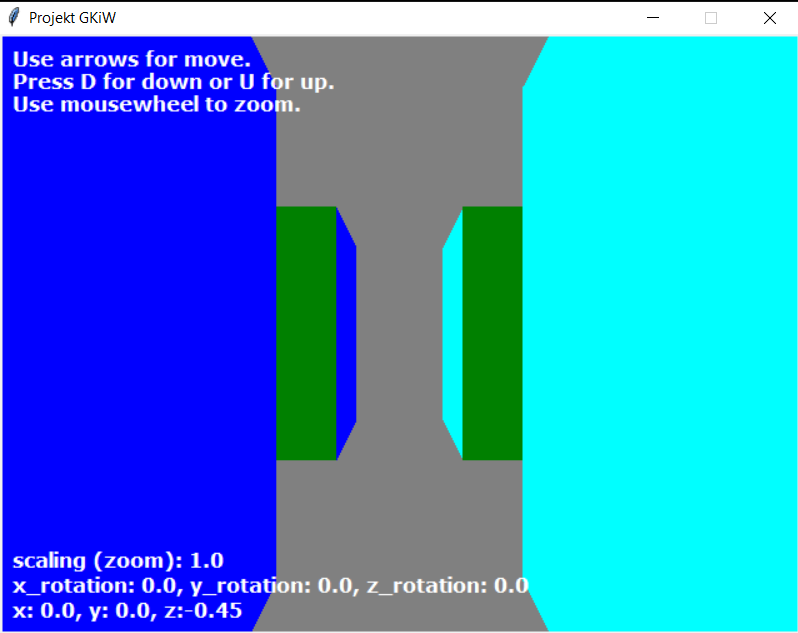 Projekt GKiW
Use arrows for move.
Press D for down or U for up.
Use mousewheel to zoom.
scaling (zoom): 1.0
x_rotation: 0.0, y_rotation: 0.0, z_rotation: 0.0
x: 0.0, y: 0.0, z:-0.45